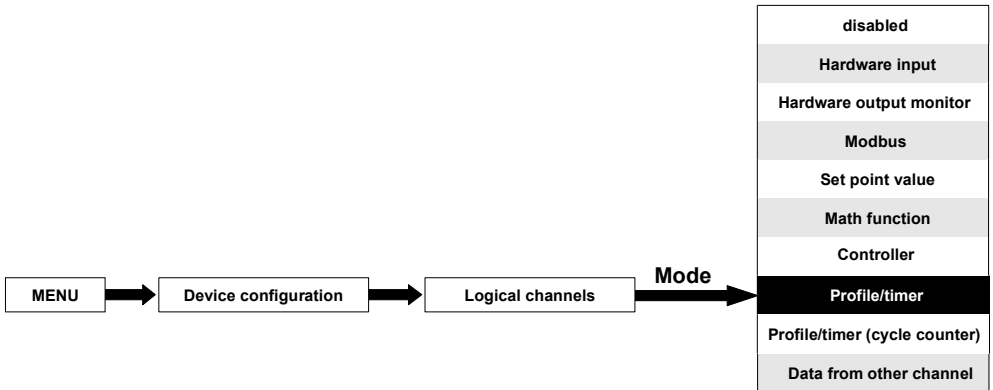 disabled
Hardware input
Hardware output monitor
Modbus
Set point value
Math function
Controller
MENU
Device configuration
Logical channels
Mode
Profile/timer
Profile/timer (cycle counter)
Data from other channel